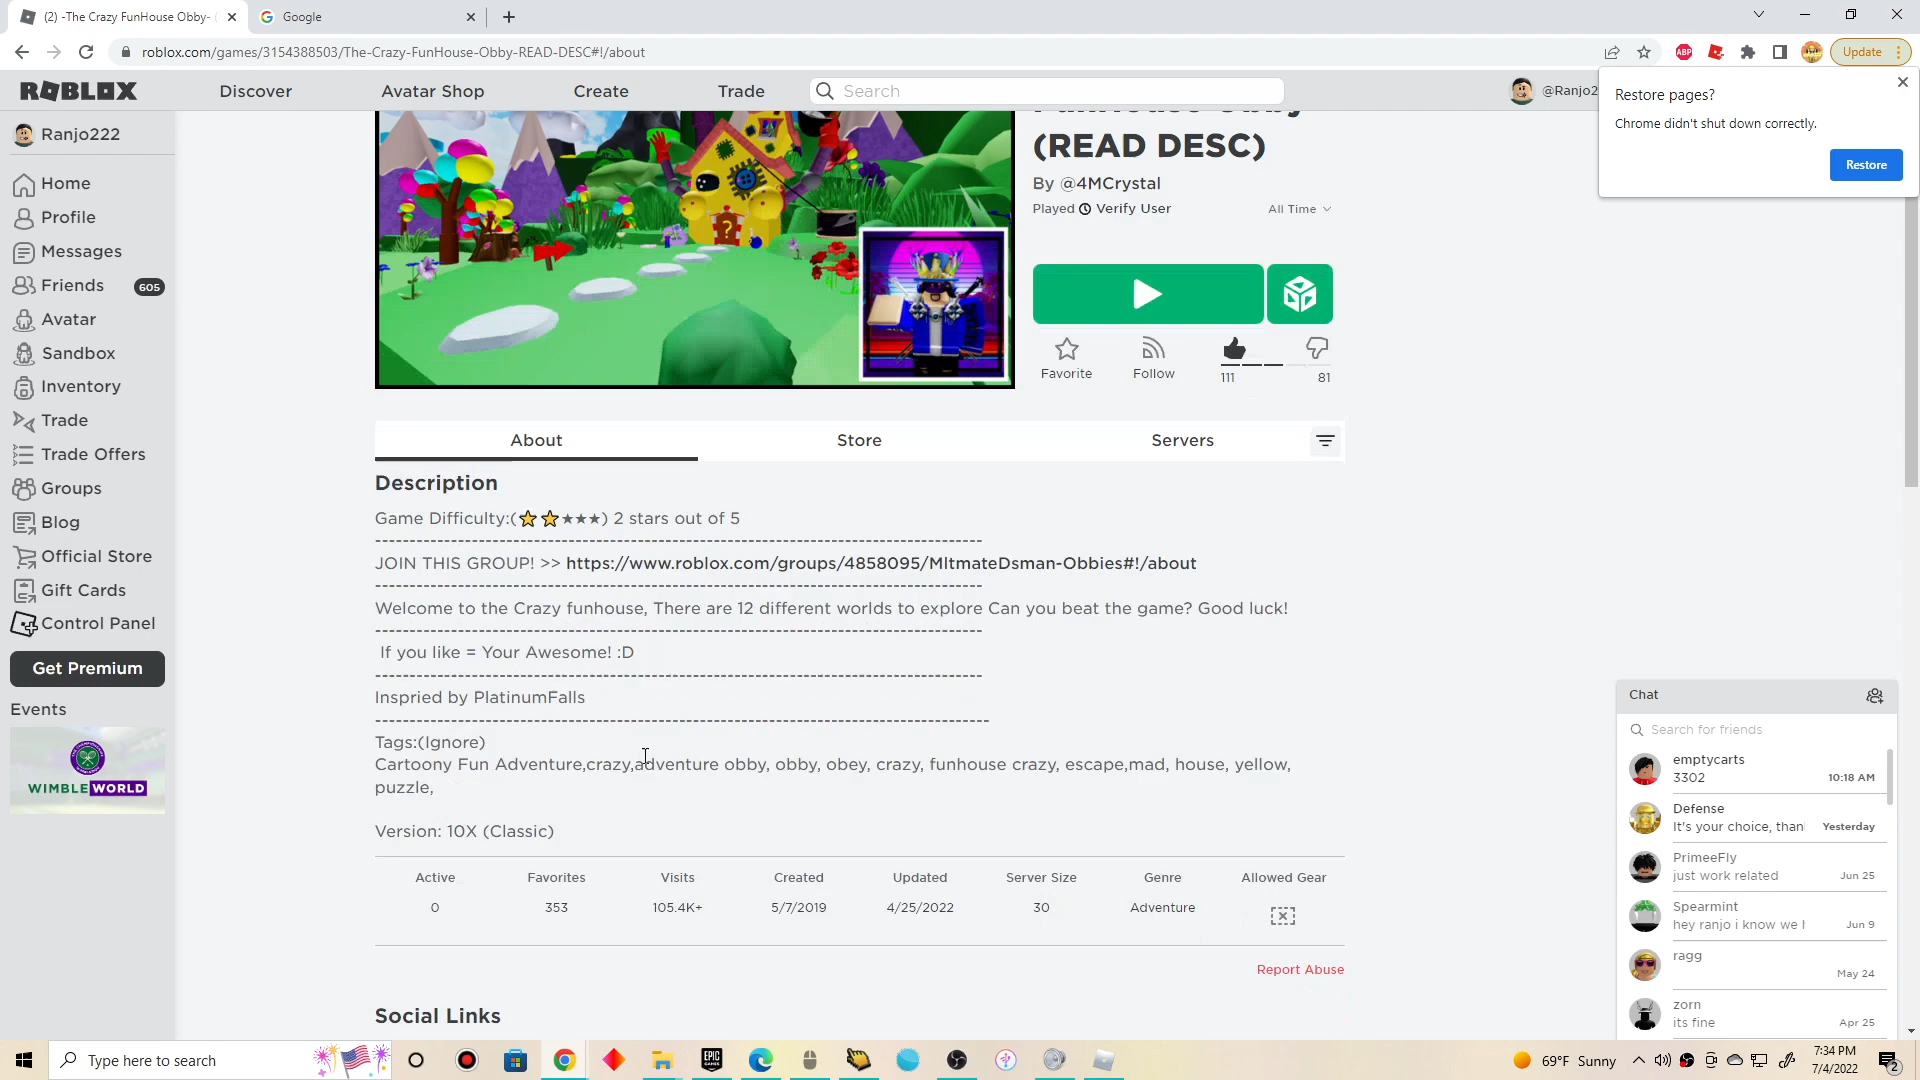 (2) -The Crazy FunHouse Obby- (
Google
roblox.com/games/3154388503/The-Crazy-FunHouse-Obby-READ-DESC#!/about
ABP
Update
Restore pages?
Chrome didn't shut down correctly.
Restore
ROBLOX
Discover
Avatar Shop
Create
Trade
Search
@Ranjo2
Ranjo222
Home
Profile
Messages
Friends
605
Avatar
Sandbox
Inventory
Trade
Trade Offers
Groups
Blog
Official Store
Gift Cards
Control Panel
Get Premium
Events
WIMBLEWORLD
FunHouse Obby
(READ DESC)
By @4MCrystal
Played Verify User
All Time
Favorite
Follow
111
81
About
Store
Servers
Description
Game Difficulty:(⭐⭐★★★) 2 stars out of 5
-----------------------------------------------------------------------------------------
JOIN THIS GROUP! >> https://www.roblox.com/groups/4858095/MltmateDsman-Obbies#!/about
-----------------------------------------------------------------------------------------
Welcome to the Crazy funhouse, There are 12 different worlds to explore Can you beat the game? Good luck!
-----------------------------------------------------------------------------------------
If you like = Your Awesome! :D
-----------------------------------------------------------------------------------------
Inspried by PlatinumFalls
------------------------------------------------------------------------------------------
Tags:(Ignore)
Cartoony Fun Adventure,crazy,adventure obby, obby, obey, crazy, funhouse crazy, escape,mad, house, yellow,
puzzle,
Version: 10X (Classic)
Active Favorites Visits Created Updated Server Size Genre Allowed Gear
0 353 105.4K+ 5/7/2019 4/25/2022 30 Adventure
Report Abuse
Social Links
Chat
Search for friends
emptycarts
3302 10:18 AM
Defense
It's your choice, than Yesterday
PrimeeFly
just work related Jun 25
Spearmint
hey ranjo i know we h Jun 9
ragg
May 24
zorn
its fine Apr 25
Type here to search
EPIC GAMES
69°F Sunny
7:34 PM
7/4/2022
2